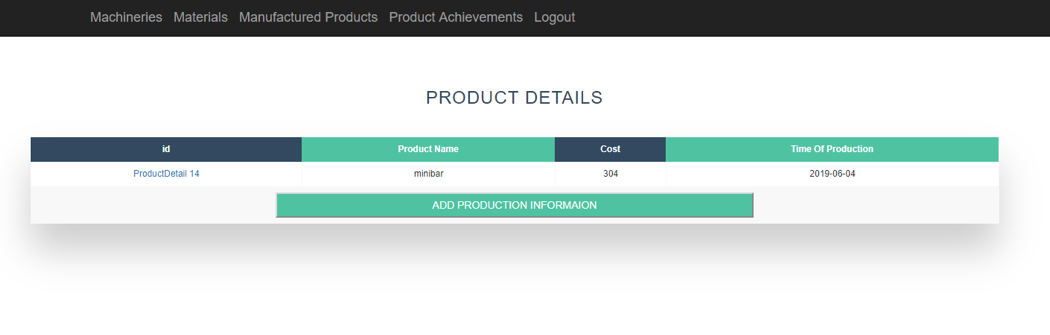 Machineries Materials Manufactured Products Product Achievements Logout
PRODUCT DETAILS
id Product Name Cost Time Of Production
ProductDetail 14 minibar 304 2019-06-04
ADD PRODUCTION INFORMAION